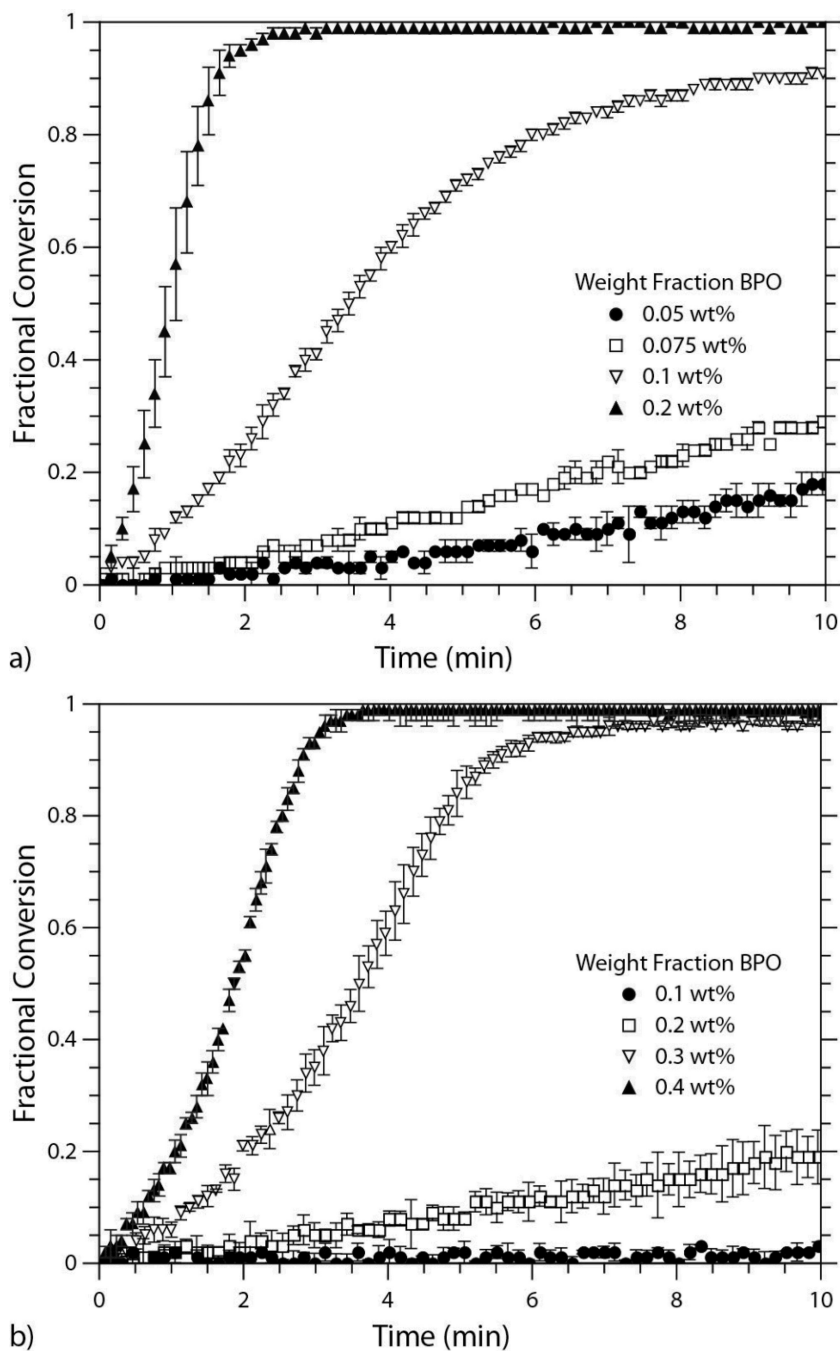 1
0.8
0.6
0.4
0.2
0
Fractional Conversion
Weight Fraction BPO
0.05 wt%
0.075 wt%
0.1 wt%
0.2 wt%
0 2 4 6 8 10
a) Time (min)
1
0.8
0.6
0.4
0.2
0
Fractional Conversion
Weight Fraction BPO
0.1 wt%
0.2 wt%
0.3 wt%
0.4 wt%
0 2 4 6 8 10
b) Time (min)